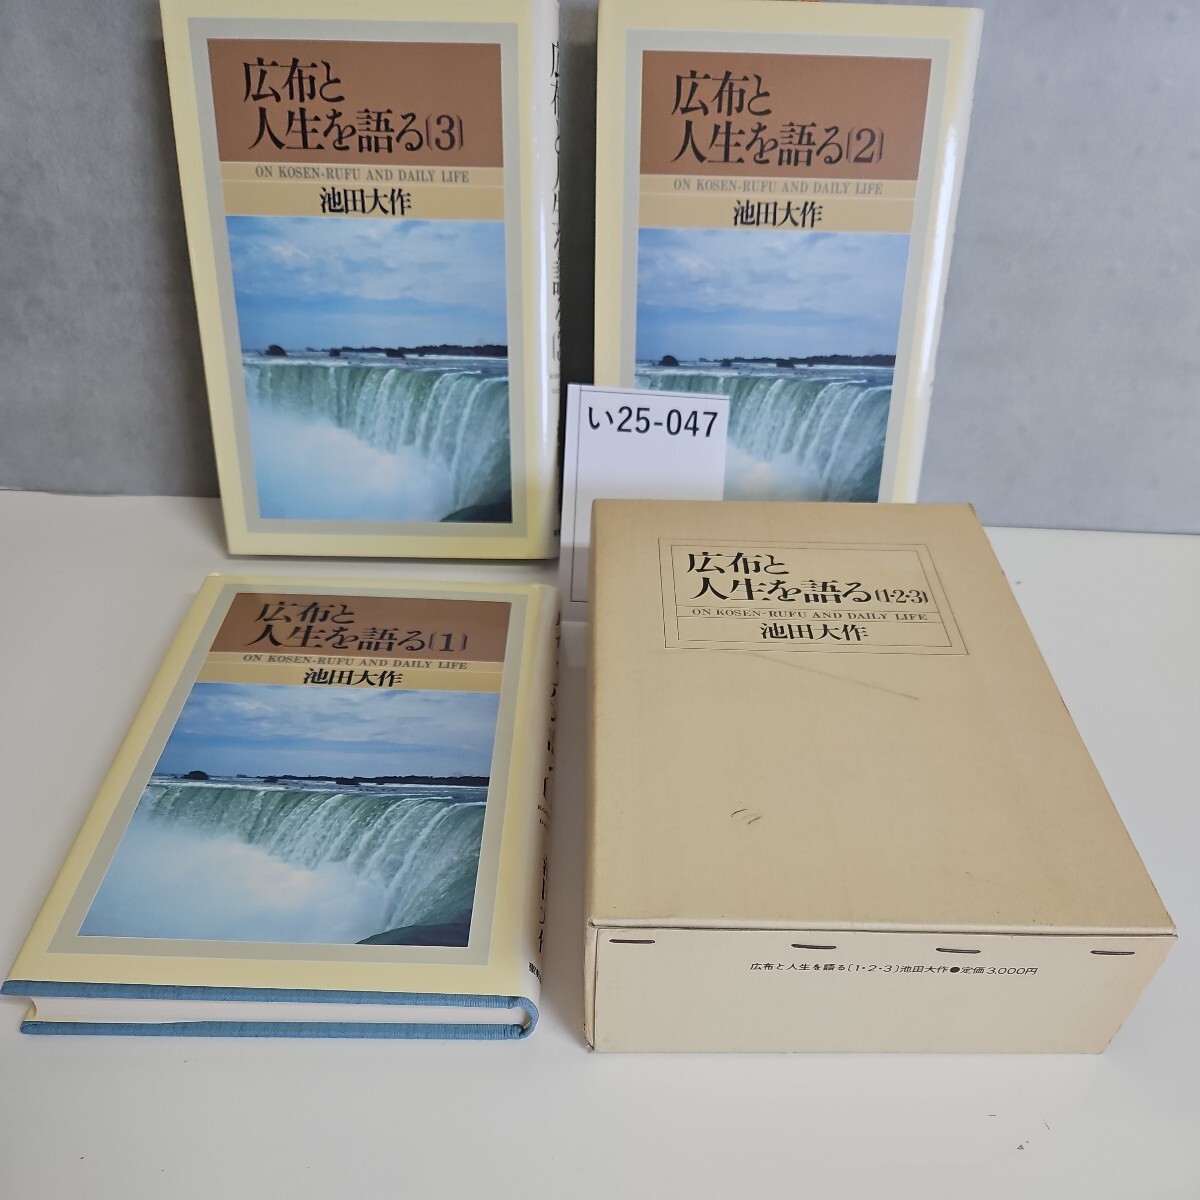 広布と
人生を語る〔3〕
ON KOSEN-RUFU AND DAILY LIFE
池田大作
広布と
人生を語る〔2〕
ON KOSEN-RUFU AND DAILY LIFE
池田大作
い25-047
広布と
人生を語る〔1〕
ON KOSEN-RUFU AND DAILY LIFE
池田大作
広布と
人生を語る〔1・2・3〕
ON KOSEN-RUFU AND DAILY LIFE
池田大作
広布と人生を語る〔1・2・3〕池田大作●定価3,000円